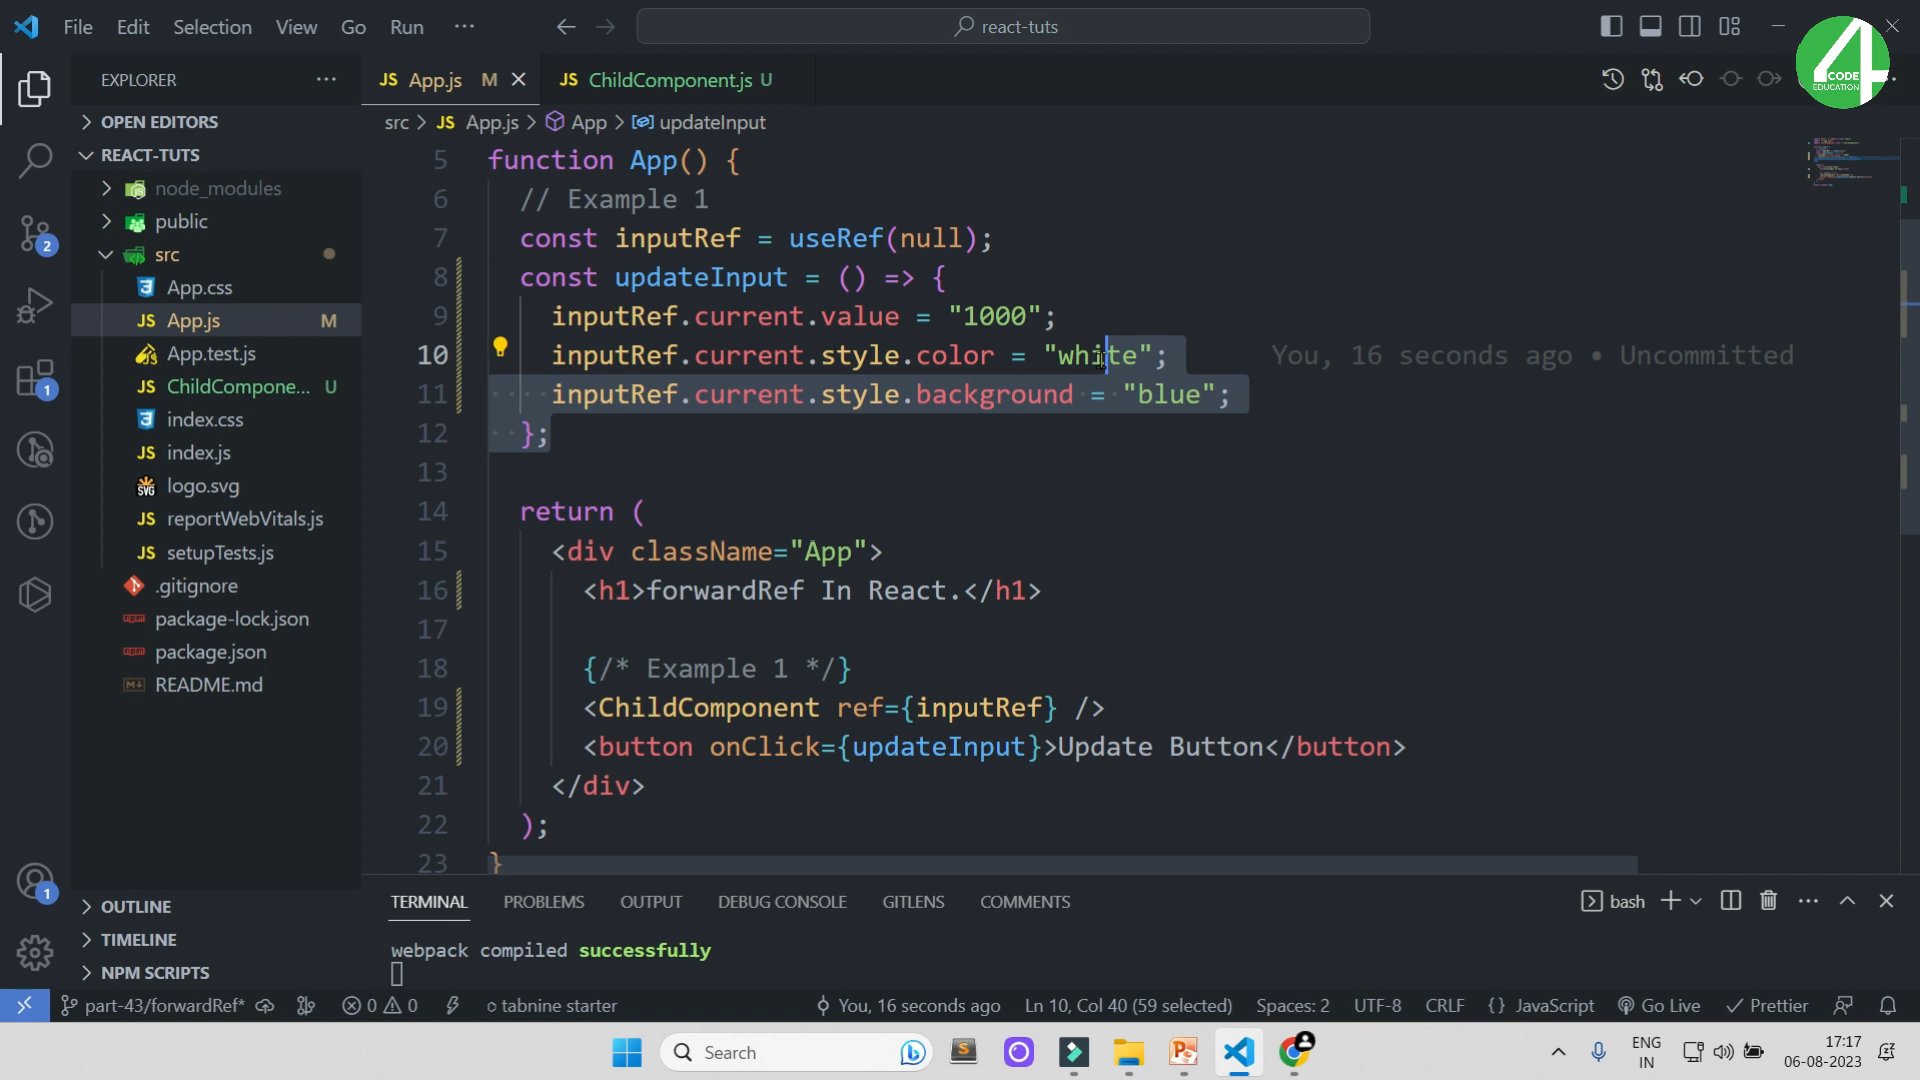 File Edit Selection View Go Run ··· react-tuts
CODE
EDUCATION
4
EXPLORER ···
JS App.js M
JS ChildComponent.js U
OPEN EDITORS
src > JS App.js > App > updateInput
REACT-TUTS
node_modules
public
src
App.css
JS App.js M
App.test.js
JS ChildCompone... U
index.css
JS index.js
SVG logo.svg
JS reportWebVitals.js
JS setupTests.js
.gitignore
package-lock.json
package.json
README.md
OUTLINE
TIMELINE
NPM SCRIPTS
2
1
1
5 function App() {
6 // Example 1
7 const inputRef = useRef(null);
8 const updateInput = () => {
9 inputRef.current.value = "1000";
10 inputRef.current.style.color = "white"; You, 16 seconds ago • Uncommitted
11 inputRef.current.style.background = "blue";
12 };
13
14 return (
15 <div className="App">
16 <h1>forwardRef In React.</h1>
17
18 {/* Example 1 */}
19 <ChildComponent ref={inputRef} />
20 <button onClick={updateInput}>Update Button</button>
21 </div>
22 );
23 }
TERMINAL PROBLEMS OUTPUT DEBUG CONSOLE GITLENS COMMENTS bash
webpack compiled successfully
part-43/forwardRef* 0 0 tabnine starter You, 16 seconds ago Ln 10, Col 40 (59 selected) Spaces: 2 UTF-8 CRLF {} JavaScript Go Live Prettier
Search
ENG
IN
17:17
06-08-2023